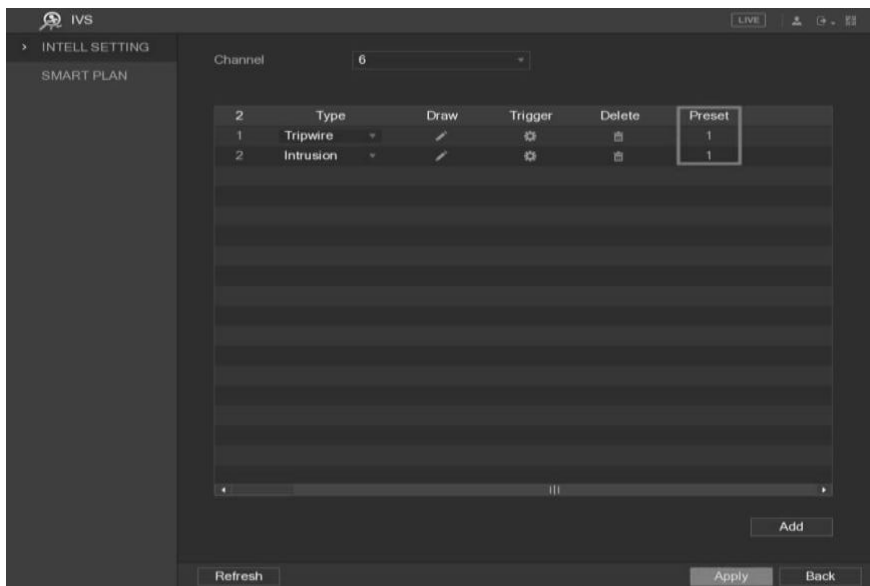 IVS
LIVE
INTELL SETTING
SMART PLAN
Channel 6
2 Type Draw Trigger Delete Preset
1 Tripwire 1
2 Intrusion 1
Add
Refresh Apply Back